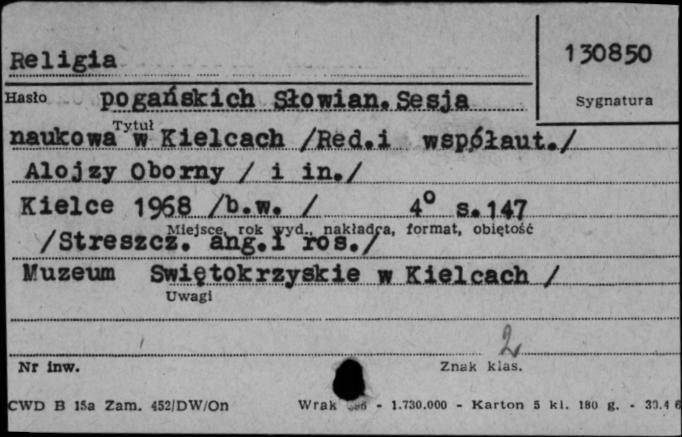 Religia
130850
Hasło pogańskich Słowian. Sesja
Sygnatura
Tytuł
naukowa w Kielcach /Red.i współaut./
Alojzy Oborny / i in./
Kielce 1968 /b.w. / 4° s.147
Miejsce, rok wyd., nakładca, format, objętość
/Streszcz. ang.i ros./
Muzeum Swiętokrzyskie w Kielcach /
Uwagi
2
Nr inw. Znak klas.
CWD B 15a Zam. 452/DW/On Wrak - 1.730.000 - Karton 5 kl. 180 g. -